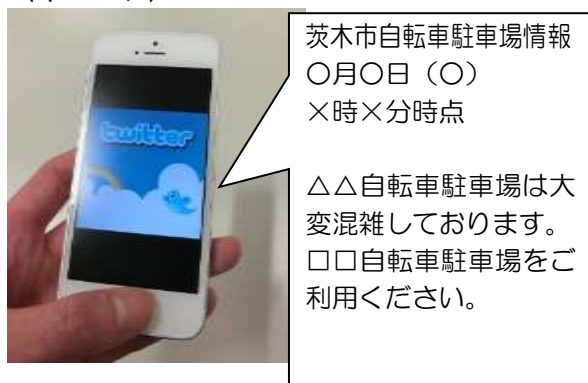 twitter
茨木市自転車駐車場情報
〇月〇日（〇）
×時×分時点
△△自転車駐車場は大
変混雑しております。
□□自転車駐車場をご
利用ください。